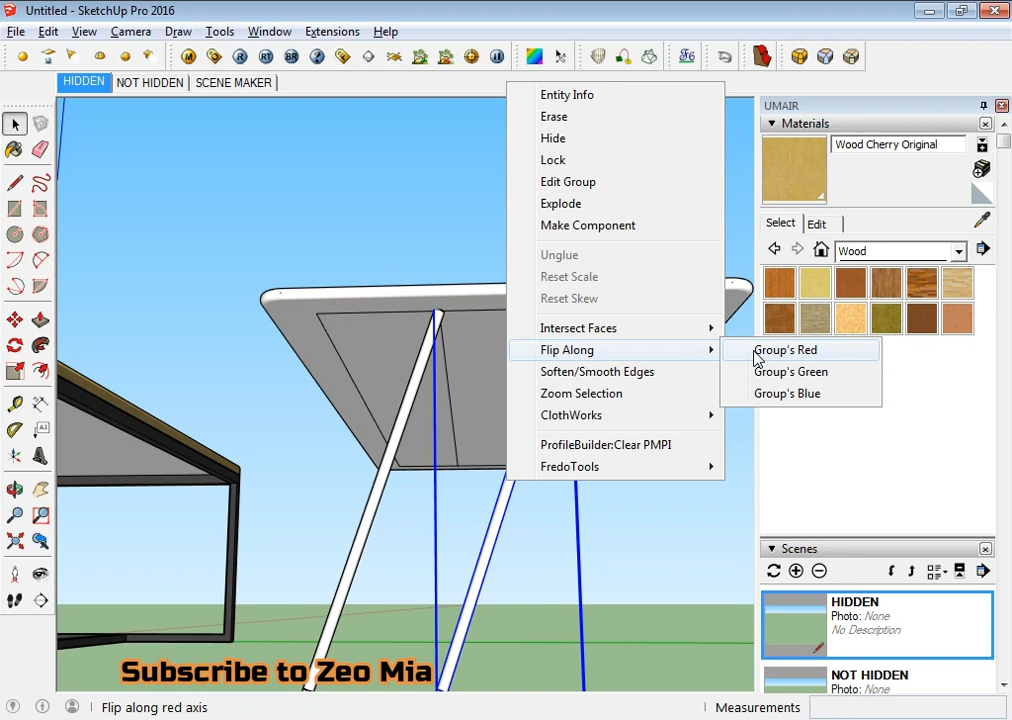 Untitled - SketchUp Pro 2016
File Edit View Camera Draw Tools Window Extensions Help
HIDDEN NOT HIDDEN SCENE MAKER
Entity Info
Erase
Hide
Lock
Edit Group
Explode
Make Component
Unglue
Reset Scale
Reset Skew
Intersect Faces
Flip Along
Soften/Smooth Edges
Zoom Selection
ClothWorks
ProfileBuilder:Clear PMPI
FredoTools
Group's Red
Group's Green
Group's Blue
UMAIR
Materials
Wood Cherry Original
Select Edit
Wood
Scenes
HIDDEN
Photo: None
No Description
NOT HIDDEN
Photo: None
Subscribe to Zeo Mia
Flip along red axis
Measurements